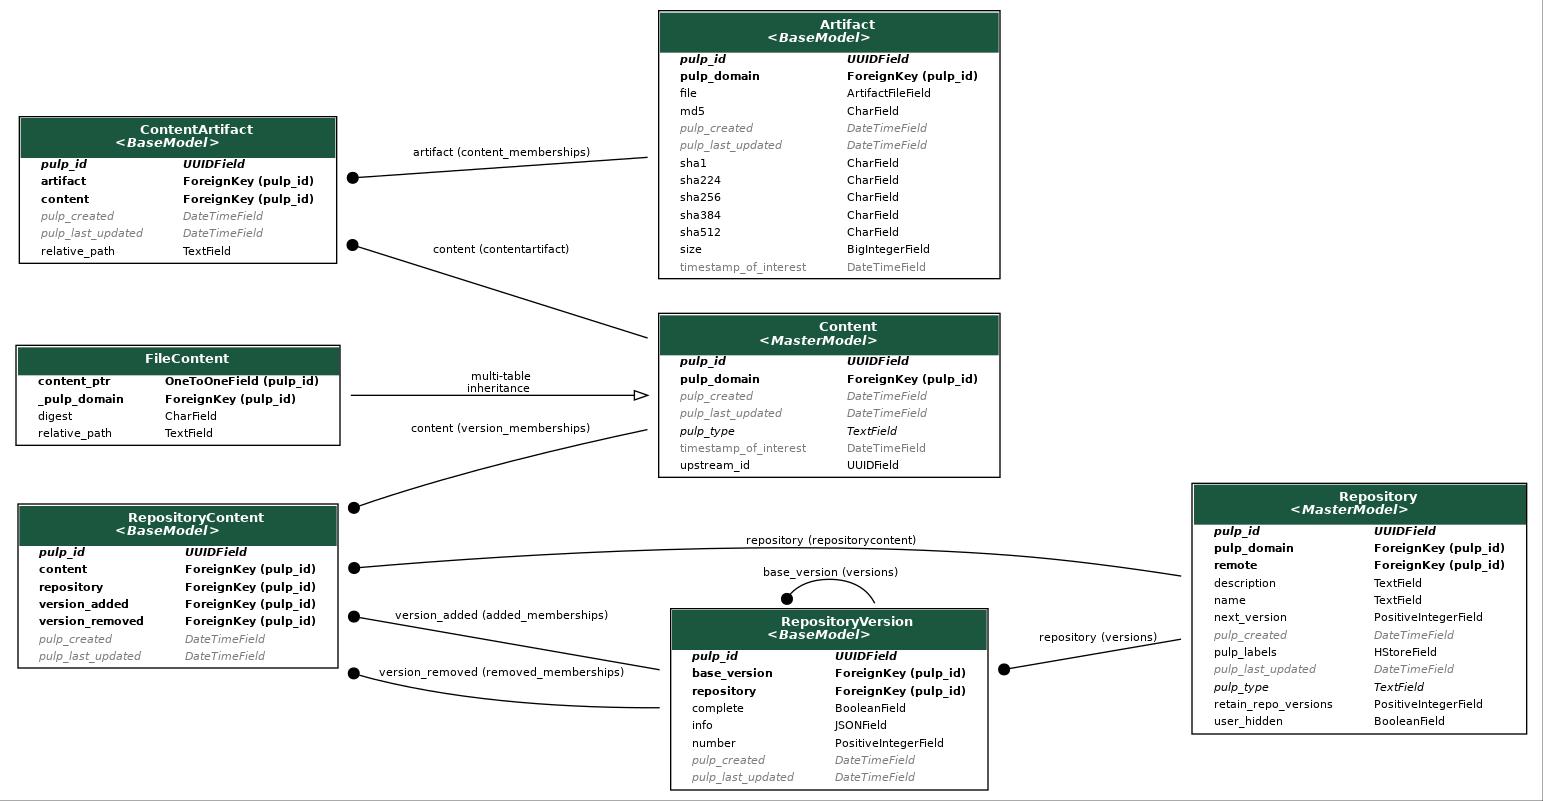 Artifact
<BaseModel>
pulp_id UUIDField
pulp_domain ForeignKey (pulp_id)
file ArtifactFileField
md5 CharField
pulp_created DateTimeField
pulp_last_updated DateTimeField
sha1 CharField
sha224 CharField
sha256 CharField
sha384 CharField
sha512 CharField
size BigIntegerField
timestamp_of_interest DateTimeField
ContentArtifact
<BaseModel>
pulp_id UUIDField
artifact ForeignKey (pulp_id)
content ForeignKey (pulp_id)
pulp_created DateTimeField
pulp_last_updated DateTimeField
relative_path TextField
artifact (content_memberships)
content (contentartifact)
Content
<MasterModel>
pulp_id UUIDField
pulp_domain ForeignKey (pulp_id)
pulp_created DateTimeField
pulp_last_updated DateTimeField
pulp_type TextField
timestamp_of_interest DateTimeField
upstream_id UUIDField
FileContent
content_ptr OneToOneField (pulp_id)
_pulp_domain ForeignKey (pulp_id)
digest CharField
relative_path TextField
multi-table
inheritance
content (version_memberships)
RepositoryContent
<BaseModel>
pulp_id UUIDField
content ForeignKey (pulp_id)
repository ForeignKey (pulp_id)
version_added ForeignKey (pulp_id)
version_removed ForeignKey (pulp_id)
pulp_created DateTimeField
pulp_last_updated DateTimeField
repository (repositorycontent)
base_version (versions)
version_added (added_memberships)
version_removed (removed_memberships)
repository (versions)
RepositoryVersion
<BaseModel>
pulp_id UUIDField
base_version ForeignKey (pulp_id)
repository ForeignKey (pulp_id)
complete BooleanField
info JSONField
number PositiveIntegerField
pulp_created DateTimeField
pulp_last_updated DateTimeField
Repository
<MasterModel>
pulp_id UUIDField
pulp_domain ForeignKey (pulp_id)
remote ForeignKey (pulp_id)
description TextField
name TextField
next_version PositiveIntegerField
pulp_created DateTimeField
pulp_labels HStoreField
pulp_last_updated DateTimeField
pulp_type TextField
retain_repo_versions PositiveIntegerField
user_hidden BooleanField